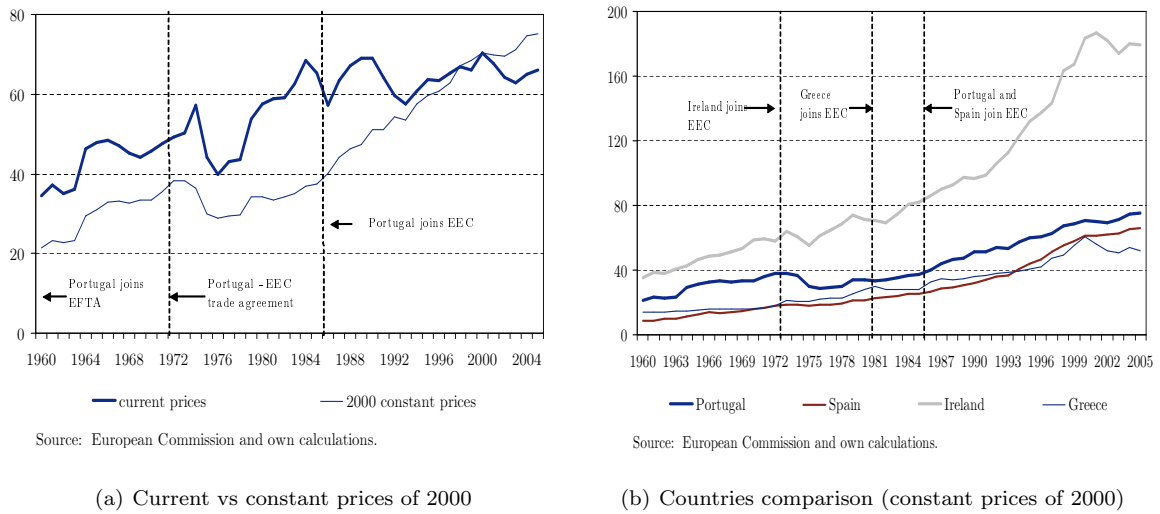 80
60
40
20
0
Portugal joins
EFTA
Portugal - EEC
trade agreement
Portugal joins EEC
1960 1964 1968 1972 1976 1980 1984 1988 1992 1996 2000 2004
current prices 2000 constant prices
Source: European Commission and own calculations.
(a) Current vs constant prices of 2000
200
160
120
80
40
0
Ireland joins
EEC
Greece
joins EEC
Portugal and
Spain join EEC
1960 1963 1966 1969 1972 1975 1978 1981 1984 1987 1990 1993 1996 1999 2002 2005
Portugal Spain Ireland Greece
Source: European Commission and own calculations.
(b) Countries comparison (constant prices of 2000)